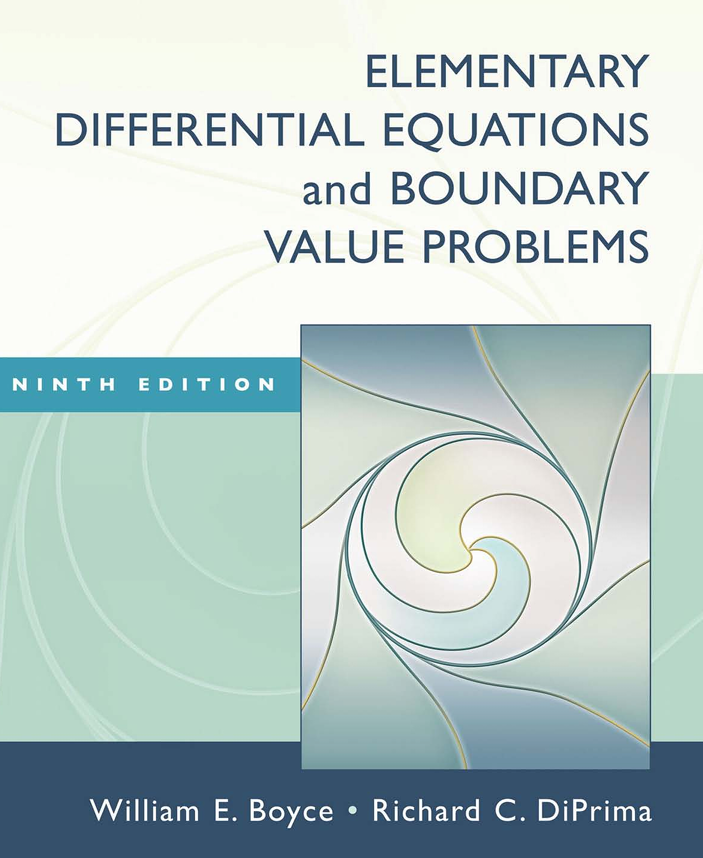 ELEMENTARY
DIFFERENTIAL EQUATIONS
and BOUNDARY
VALUE PROBLEMS
NINTH EDITION
William E. Boyce • Richard C. DiPrima